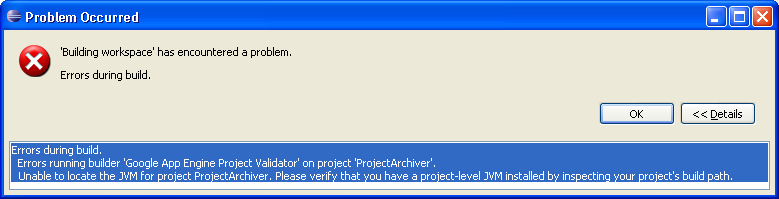 Problem Occurred
'Building workspace' has encountered a problem.
Errors during build.
OK
<< Details
Errors during build.
Errors running builder 'Google App Engine Project Validator' on project 'ProjectArchiver'.
Unable to locate the JVM for project ProjectArchiver. Please verify that you have a project-level JVM installed by inspecting your project's build path.